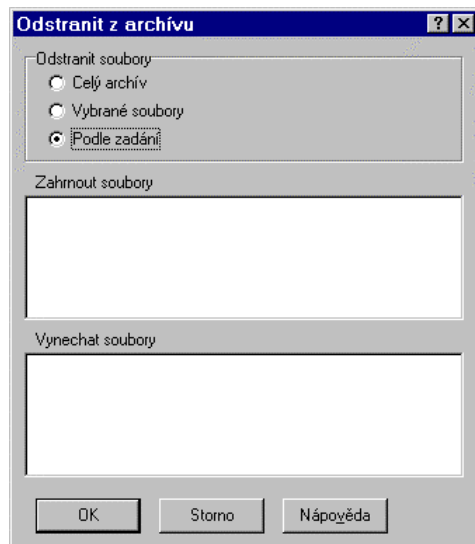 Odstranit z archívu
Odstranit soubory
Celý archív
Vybrané soubory
Podle zadání
Zahrnout soubory
Vynechat soubory
OK Storno Nápověda